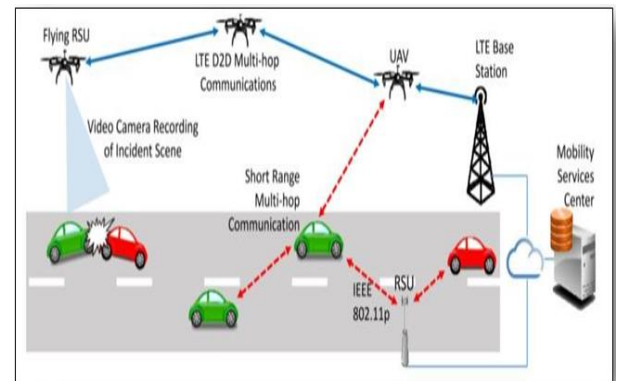 Flying RSU
LTE D2D Multi-hop
Communications
UAV
LTE Base
Station
Video Camera Recording
of Incident Scene
Short Range
Multi-hop
Communication
Mobility
Services
Center
IEEE
802.11p
RSU